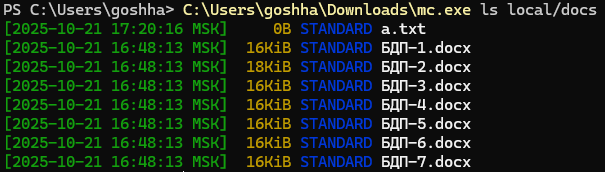 PS C:\Users\goshha> C:\Users\goshha\Downloads\mc.exe ls local/docs
[2025-10-21 17:20:16 MSK]     0B STANDARD a.txt
[2025-10-21 16:48:13 MSK]  16KiB STANDARD БДП-1.docx
[2025-10-21 16:48:13 MSK]  18KiB STANDARD БДП-2.docx
[2025-10-21 16:48:13 MSK]  16KiB STANDARD БДП-3.docx
[2025-10-21 16:48:13 MSK]  16KiB STANDARD БДП-4.docx
[2025-10-21 16:48:13 MSK]  16KiB STANDARD БДП-5.docx
[2025-10-21 16:48:13 MSK]  16KiB STANDARD БДП-6.docx
[2025-10-21 16:48:13 MSK]  16KiB STANDARD БДП-7.docx